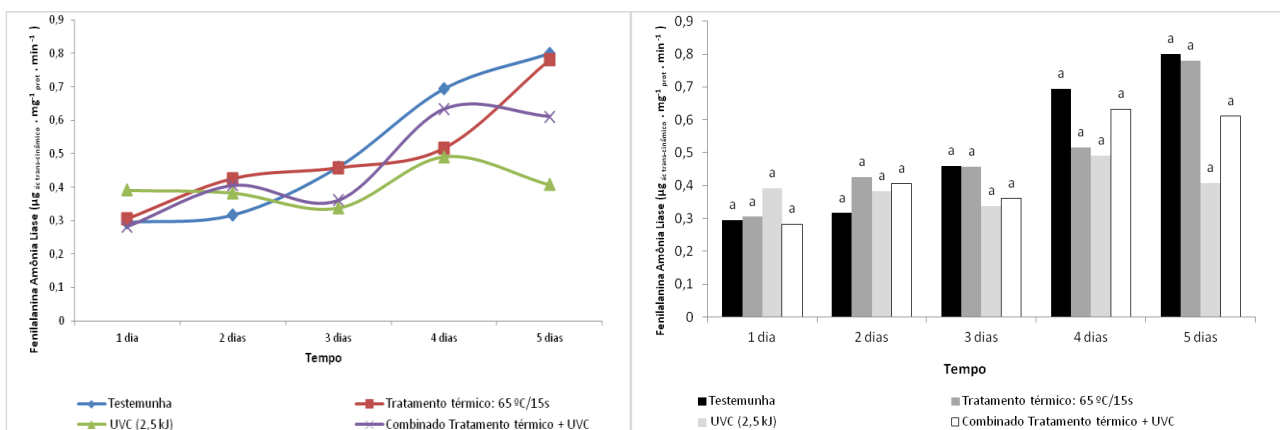 Fenilalanina Amônia Liase (µg ác trans-cinâmico . mg⁻¹ prot . min⁻¹)
0,9
0,8
0,7
0,6
0,5
0,4
0,3
0,2
0,1
0
1 dia 2 dias 3 dias 4 dias 5 dias
Tempo
Testemunha Tratamento térmico: 65 ºC/15s
UVC (2,5 kJ) Combinado Tratamento térmico + UVC
Fenilalanina Amônia Liase (µg ác trans-cinâmico . mg⁻¹ prot . min⁻¹)
0,9
0,8
0,7
0,6
0,5
0,4
0,3
0,2
0,1
0
a a a a a a a a a a a a a a a a a a a a
1 dia 2 dias 3 dias 4 dias 5 dias
Tempo
Testemunha Tratamento térmico: 65 ºC/15s
UVC (2,5 kJ) Combinado Tratamento térmico + UVC